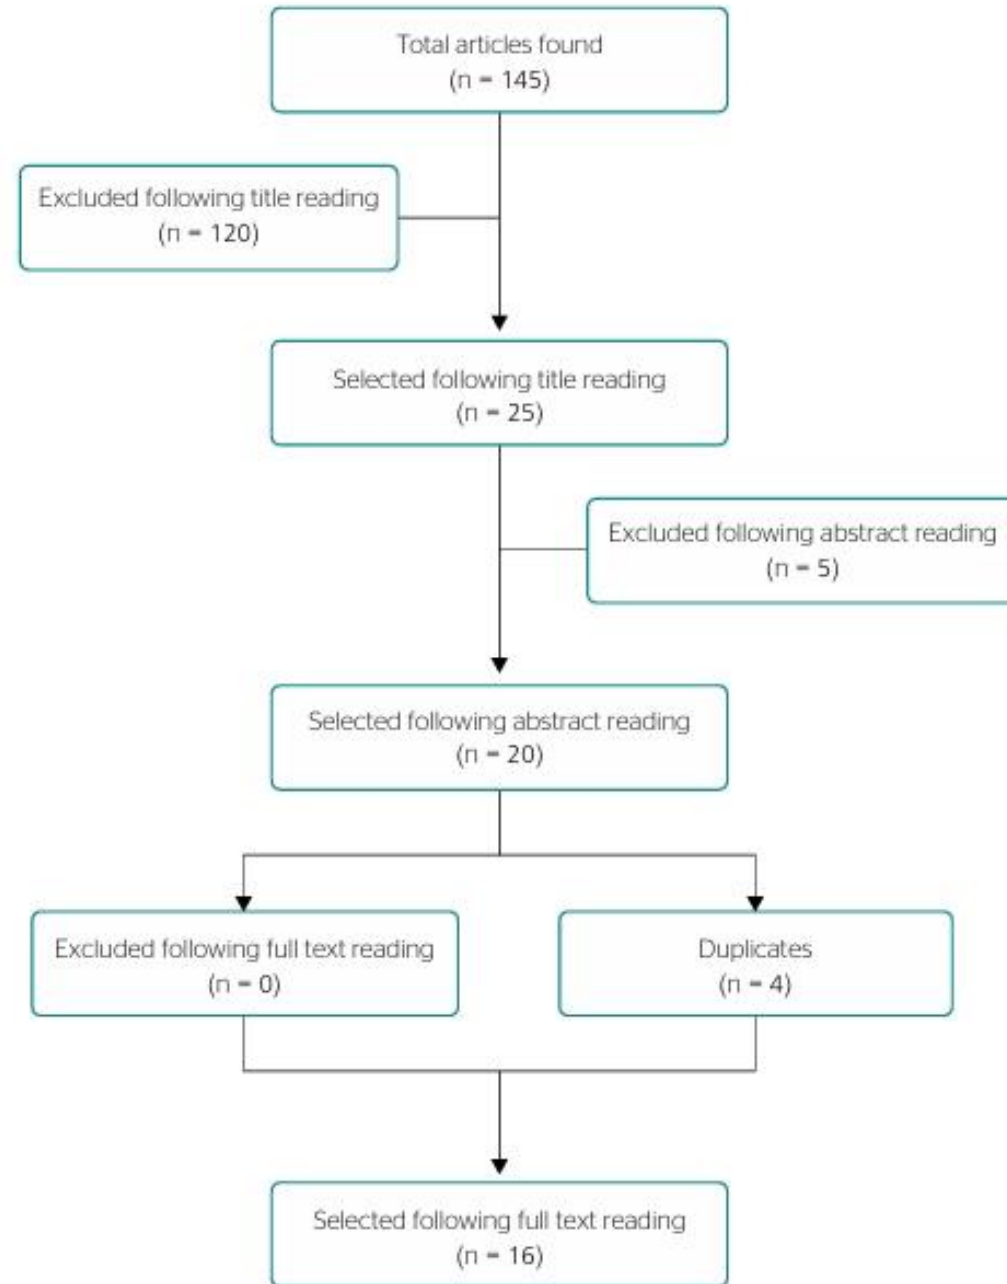 Total articles found
(n = 145)
Excluded following title reading
(n = 120)
Selected following title reading
(n = 25)
Excluded following abstract reading
(n = 5)
Selected following abstract reading
(n = 20)
Excluded following full text reading
(n = 0)
Duplicates
(n = 4)
Selected following full text reading
(n = 16)